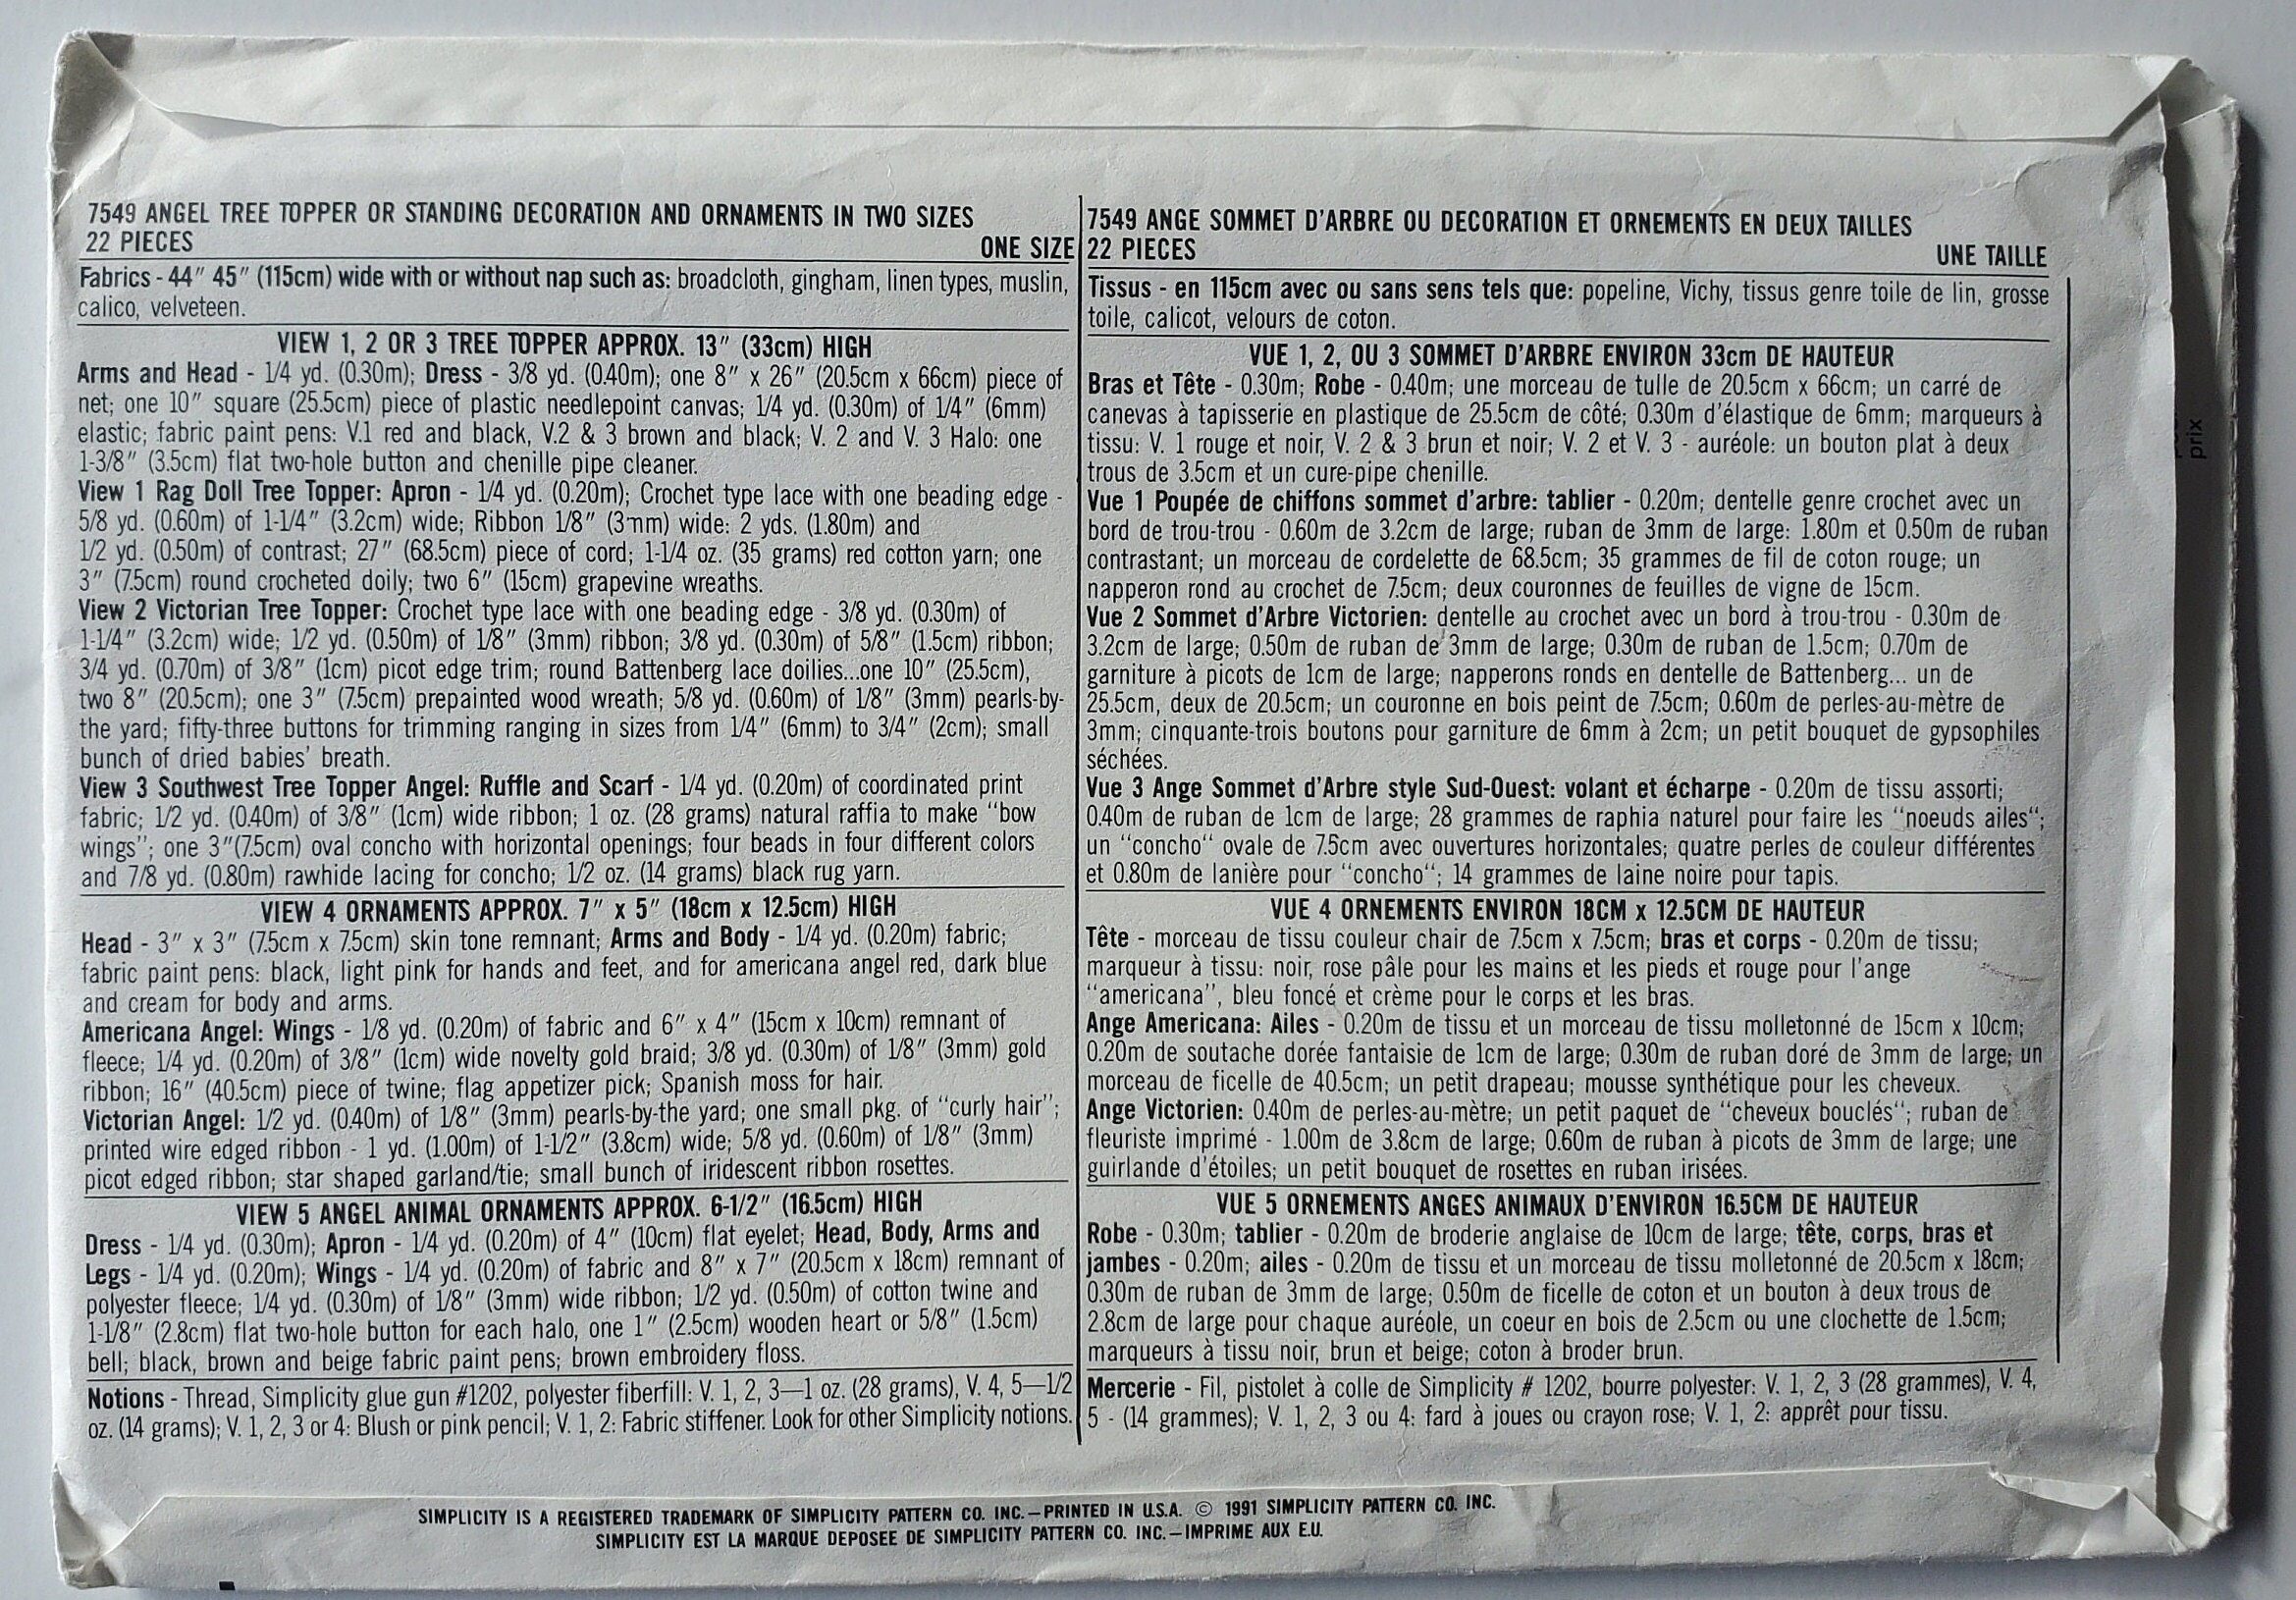 7549 ANGEL TREE TOPPER OR STANDING DECORATION AND ORNAMENTS IN TWO SIZES
22 PIECES ONE SIZE
Fabrics - 44″ 45″ (115cm) wide with or without nap such as: broadcloth, gingham, linen types, muslin,
calico, velveteen.
VIEW 1, 2 OR 3 TREE TOPPER APPROX. 13″ (33cm) HIGH
Arms and Head - 1/4 yd. (0.30m); Dress - 3/8 yd. (0.40m); one 8″ x 26″ (20.5cm x 66cm) piece of
net; one 10″ square (25.5cm) piece of plastic needlepoint canvas; 1/4 yd. (0.30m) of 1/4″ (6mm)
elastic; fabric paint pens: V.1 red and black, V.2 & 3 brown and black; V. 2 and V. 3 Halo: one
1-3/8″ (3.5cm) flat two-hole button and chenille pipe cleaner.
View 1 Rag Doll Tree Topper: Apron - 1/4 yd. (0.20m); Crochet type lace with one beading edge -
5/8 yd. (0.60m) of 1-1/4″ (3.2cm) wide; Ribbon 1/8″ (3mm) wide: 2 yds. (1.80m) and
1/2 yd. (0.50m) of contrast; 27″ (68.5cm) piece of cord; 1-1/4 oz. (35 grams) red cotton yarn; one
3″ (7.5cm) round crocheted doily; two 6″ (15cm) grapevine wreaths.
View 2 Victorian Tree Topper: Crochet type lace with one beading edge - 3/8 yd. (0.30m) of
1-1/4″ (3.2cm) wide; 1/2 yd. (0.50m) of 1/8″ (3mm) ribbon; 3/8 yd. (0.30m) of 5/8″ (1.5cm) ribbon;
3/4 yd. (0.70m) of 3/8″ (1cm) picot edge trim; round Battenberg lace doilies...one 10″ (25.5cm),
two 8″ (20.5cm); one 3″ (7.5cm) prepainted wood wreath; 5/8 yd. (0.60m) of 1/8″ (3mm) pearls-by-
the yard; fifty-three buttons for trimming ranging in sizes from 1/4″ (6mm) to 3/4″ (2cm); small
bunch of dried babies' breath.
View 3 Southwest Tree Topper Angel: Ruffle and Scarf - 1/4 yd. (0.20m) of coordinated print
fabric; 1/2 yd. (0.40m) of 3/8″ (1cm) wide ribbon; 1 oz. (28 grams) natural raffia to make "bow
wings"; one 3″(7.5cm) oval concho with horizontal openings; four beads in four different colors
and 7/8 yd. (0.80m) rawhide lacing for concho; 1/2 oz. (14 grams) black rug yarn.
VIEW 4 ORNAMENTS APPROX. 7″ x 5″ (18cm x 12.5cm) HIGH
Head - 3″ x 3″ (7.5cm x 7.5cm) skin tone remnant; Arms and Body - 1/4 yd. (0.20m) fabric;
fabric paint pens: black, light pink for hands and feet, and for americana angel red, dark blue
and cream for body and arms.
Americana Angel: Wings - 1/8 yd. (0.20m) of fabric and 6″ x 4″ (15cm x 10cm) remnant of
fleece; 1/4 yd. (0.20m) of 3/8″ (1cm) wide novelty gold braid; 3/8 yd. (0.30m) of 1/8″ (3mm) gold
ribbon; 16″ (40.5cm) piece of twine; flag appetizer pick; Spanish moss for hair.
Victorian Angel: 1/2 yd. (0.40m) of 1/8″ (3mm) pearls-by-the yard; one small pkg. of "curly hair";
printed wire edged ribbon - 1 yd. (1.00m) of 1-1/2″ (3.8cm) wide; 5/8 yd. (0.60m) of 1/8″ (3mm)
picot edged ribbon; star shaped garland/tie; small bunch of iridescent ribbon rosettes.
VIEW 5 ANGEL ANIMAL ORNAMENTS APPROX. 6-1/2″ (16.5cm) HIGH
Dress - 1/4 yd. (0.30m); Apron - 1/4 yd. (0.20m) of 4″ (10cm) flat eyelet; Head, Body, Arms and
Legs - 1/4 yd. (0.20m); Wings - 1/4 yd. (0.20m) of fabric and 8″ x 7″ (20.5cm x 18cm) remnant of
polyester fleece; 1/4 yd. (0.30m) of 1/8″ (3mm) wide ribbon; 1/2 yd. (0.50m) of cotton twine and
1-1/8″ (2.8cm) flat two-hole button for each halo, one 1″ (2.5cm) wooden heart or 5/8″ (1.5cm)
bell; black, brown and beige fabric paint pens; brown embroidery floss.
Notions - Thread, Simplicity glue gun #1202, polyester fiberfill: V. 1, 2, 3—1 oz. (28 grams), V. 4, 5—1/2
oz. (14 grams); V. 1, 2, 3 or 4: Blush or pink pencil; V. 1, 2: Fabric stiffener. Look for other Simplicity notions.
7549 ANGE SOMMET D'ARBRE OU DECORATION ET ORNEMENTS EN DEUX TAILLES
22 PIECES UNE TAILLE
Tissus - en 115cm avec ou sans sens tels que: popeline, Vichy, tissus genre toile de lin, grosse
toile, calicot, velours de coton.
VUE 1, 2, OU 3 SOMMET D'ARBRE ENVIRON 33cm DE HAUTEUR
Bras et Tête - 0.30m; Robe - 0.40m; une morceau de tulle de 20.5cm x 66cm; un carré de
canevas à tapisserie en plastique de 25.5cm de côté; 0.30m d'élastique de 6mm; marqueurs à
tissu: V. 1 rouge et noir, V. 2 & 3 brun et noir; V. 2 et V. 3 - auréole: un bouton plat à deux
trous de 3.5cm et un cure-pipe chenille.
Vue 1 Poupée de chiffons sommet d'arbre: tablier - 0.20m; dentelle genre crochet avec un
bord de trou-trou - 0.60m de 3.2cm de large; ruban de 3mm de large: 1.80m et 0.50m de ruban
contrastant; un morceau de cordelette de 68.5cm; 35 grammes de fil de coton rouge; un
napperon rond au crochet de 7.5cm; deux couronnes de feuilles de vigne de 15cm.
Vue 2 Sommet d'Arbre Victorien: dentelle au crochet avec un bord à trou-trou - 0.30m de
3.2cm de large; 0.50m de ruban de 3mm de large; 0.30m de ruban de 1.5cm; 0.70m de
garniture à picots de 1cm de large; napperons ronds en dentelle de Battenberg... un de
25.5cm, deux de 20.5cm; un couronne en bois peint de 7.5cm; 0.60m de perles-au-mètre de
3mm; cinquante-trois boutons pour garniture de 6mm à 2cm; un petit bouquet de gypsophiles
séchées.
Vue 3 Ange Sommet d'Arbre style Sud-Ouest: volant et écharpe - 0.20m de tissu assorti;
0.40m de ruban de 1cm de large; 28 grammes de raphia naturel pour faire les "noeuds ailes";
un "concho" ovale de 7.5cm avec ouvertures horizontales; quatre perles de couleur différentes
et 0.80m de lanière pour "concho"; 14 grammes de laine noire pour tapis.
VUE 4 ORNEMENTS ENVIRON 18CM x 12.5CM DE HAUTEUR
Tête - morceau de tissu couleur chair de 7.5cm x 7.5cm; bras et corps - 0.20m de tissu;
marqueur à tissu: noir, rose pâle pour les mains et les pieds et rouge pour l'ange
"americana", bleu foncé et crème pour le corps et les bras.
Ange Americana: Ailes - 0.20m de tissu et un morceau de tissu molletonné de 15cm x 10cm;
0.20m de soutache dorée fantaisie de 1cm de large; 0.30m de ruban doré de 3mm de large; un
morceau de ficelle de 40.5cm; un petit drapeau; mousse synthétique pour les cheveux.
Ange Victorien: 0.40m de perles-au-mètre; un petit paquet de "cheveux bouclés"; ruban de
fleuriste imprimé - 1.00m de 3.8cm de large; 0.60m de ruban à picots de 3mm de large; une
guirlande d'étoiles; un petit bouquet de rosettes en ruban irisées.
VUE 5 ORNEMENTS ANGES ANIMAUX D'ENVIRON 16.5CM DE HAUTEUR
Robe - 0.30m; tablier - 0.20m de broderie anglaise de 10cm de large; tête, corps, bras et
jambes - 0.20m; ailes - 0.20m de tissu et un morceau de tissu molletonné de 20.5cm x 18cm;
0.30m de ruban de 3mm de large; 0.50m de ficelle de coton et un bouton à deux trous de
2.8cm de large pour chaque auréole, un coeur en bois de 2.5cm ou une clochette de 1.5cm;
marqueurs à tissu noir, brun et beige; coton à broder brun.
Mercerie - Fil, pistolet à colle de Simplicity # 1202, bourre polyester: V. 1, 2, 3 (28 grammes), V. 4,
5 - (14 grammes); V. 1, 2, 3 ou 4: fard à joues ou crayon rose; V. 1, 2: apprêt pour tissu.
prix
SIMPLICITY IS A REGISTERED TRADEMARK OF SIMPLICITY PATTERN CO. INC.—PRINTED IN U.S.A. © 1991 SIMPLICITY PATTERN CO. INC.
SIMPLICITY EST LA MARQUE DEPOSEE DE SIMPLICITY PATTERN CO. INC.—IMPRIME AUX E.U.